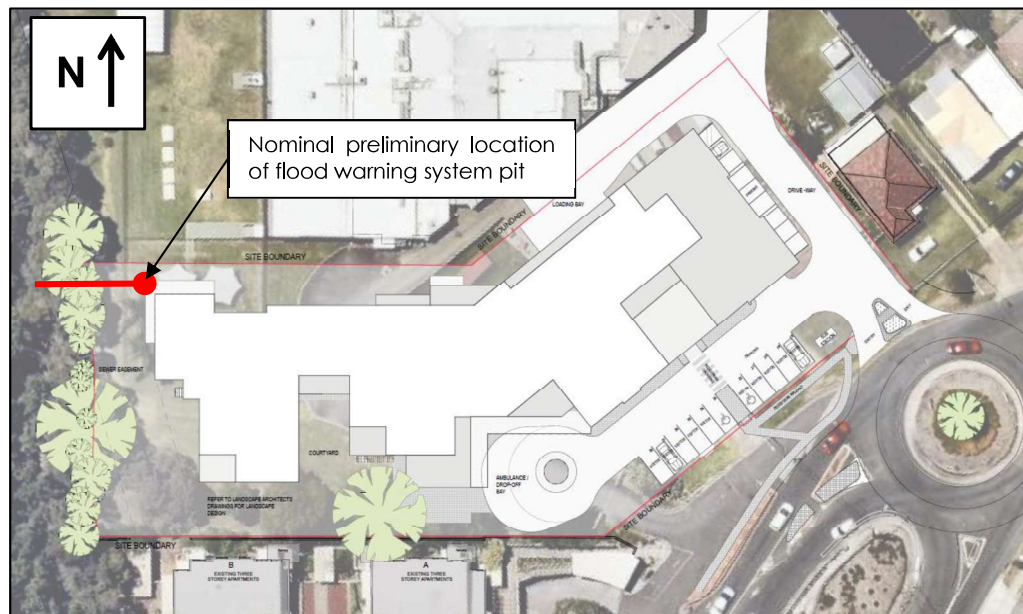 N
Nominal preliminary location
of flood warning system pit
LOADING BAY
DRIVE-WAY
SITE BOUNDARY
SITE BOUNDARY
SITE BOUNDARY
SEWER EASEMENT
COURTYARD
AMBULANCE /
DROP-OFF
BAY
REFER TO LANDSCAPE ARCHITECTS
DRAWINGS FOR LANDSCAPE
DESIGN
SITE BOUNDARY
SITE BOUNDARY
ENTRY
EXIT
B
EXISTING THREE
STOREY APARTMENTS
A
EXISTING THREE
STOREY APARTMENTS